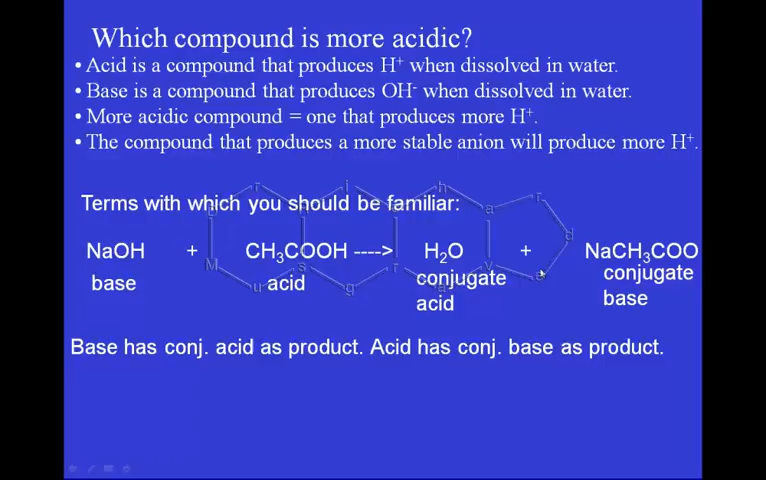 Which compound is more acidic?
• Acid is a compound that produces H⁺ when dissolved in water.
• Base is a compound that produces OH⁻ when dissolved in water.
• More acidic compound = one that produces more H⁺.
• The compound that produces a more stable anion will produce more H⁺.
Terms with which you should be familiar:
NaOH + CH₃COOH ----> H₂O + NaCH₃COO
base acid conjugate acid conjugate base
Base has conj. acid as product. Acid has conj. base as product.